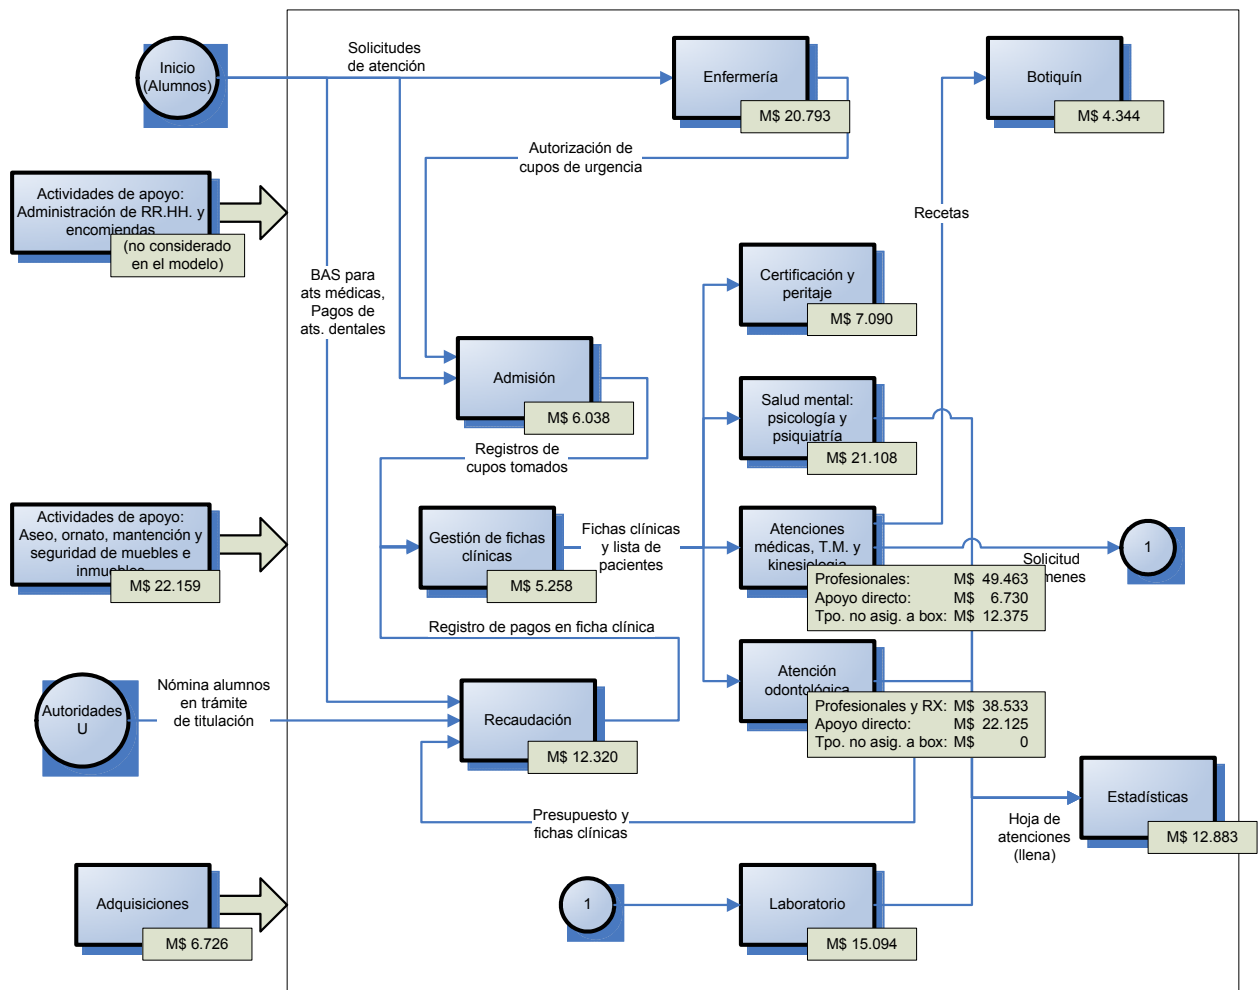 Inicio
(Alumnos)
Solicitudes
de atención
Enfermería
M$ 20.793
Botiquín
M$ 4.344
Autorización de
cupos de urgencia
Actividades de apoyo:
Administración de RR.HH. y
encomiendas
(no considerado
en el modelo)
Recetas
BAS para
ats médicas,
Pagos de
ats. dentales
Certificación y
peritaje
M$ 7.090
Admisión
M$ 6.038
Salud mental:
psicología y
psiquiatría
M$ 21.108
Registros de
cupos tomados
Actividades de apoyo:
Aseo, ornato, mantención y
seguridad de muebles e
inmuebles
M$ 22.159
Gestión de fichas
clínicas
M$ 5.258
Fichas clínicas
y lista de
pacientes
Atenciones
médicas, T.M. y
kinesiología
Profesionales: M$ 49.463
Apoyo directo: M$ 6.730
Tpo. no asig. a box: M$ 12.375
Solicitud
1
Registro de pagos en ficha clínica
Atención
odontológica
Profesionales y RX: M$ 38.533
Apoyo directo: M$ 22.125
Tpo. no asig. a box: M$ 0
Autoridades
U
Nómina alumnos
en trámite
de titulación
Recaudación
M$ 12.320
Presupuesto y
fichas clínicas
Estadísticas
M$ 12.883
Hoja de
atenciones
(llena)
Adquisiciones
M$ 6.726
1
Laboratorio
M$ 15.094